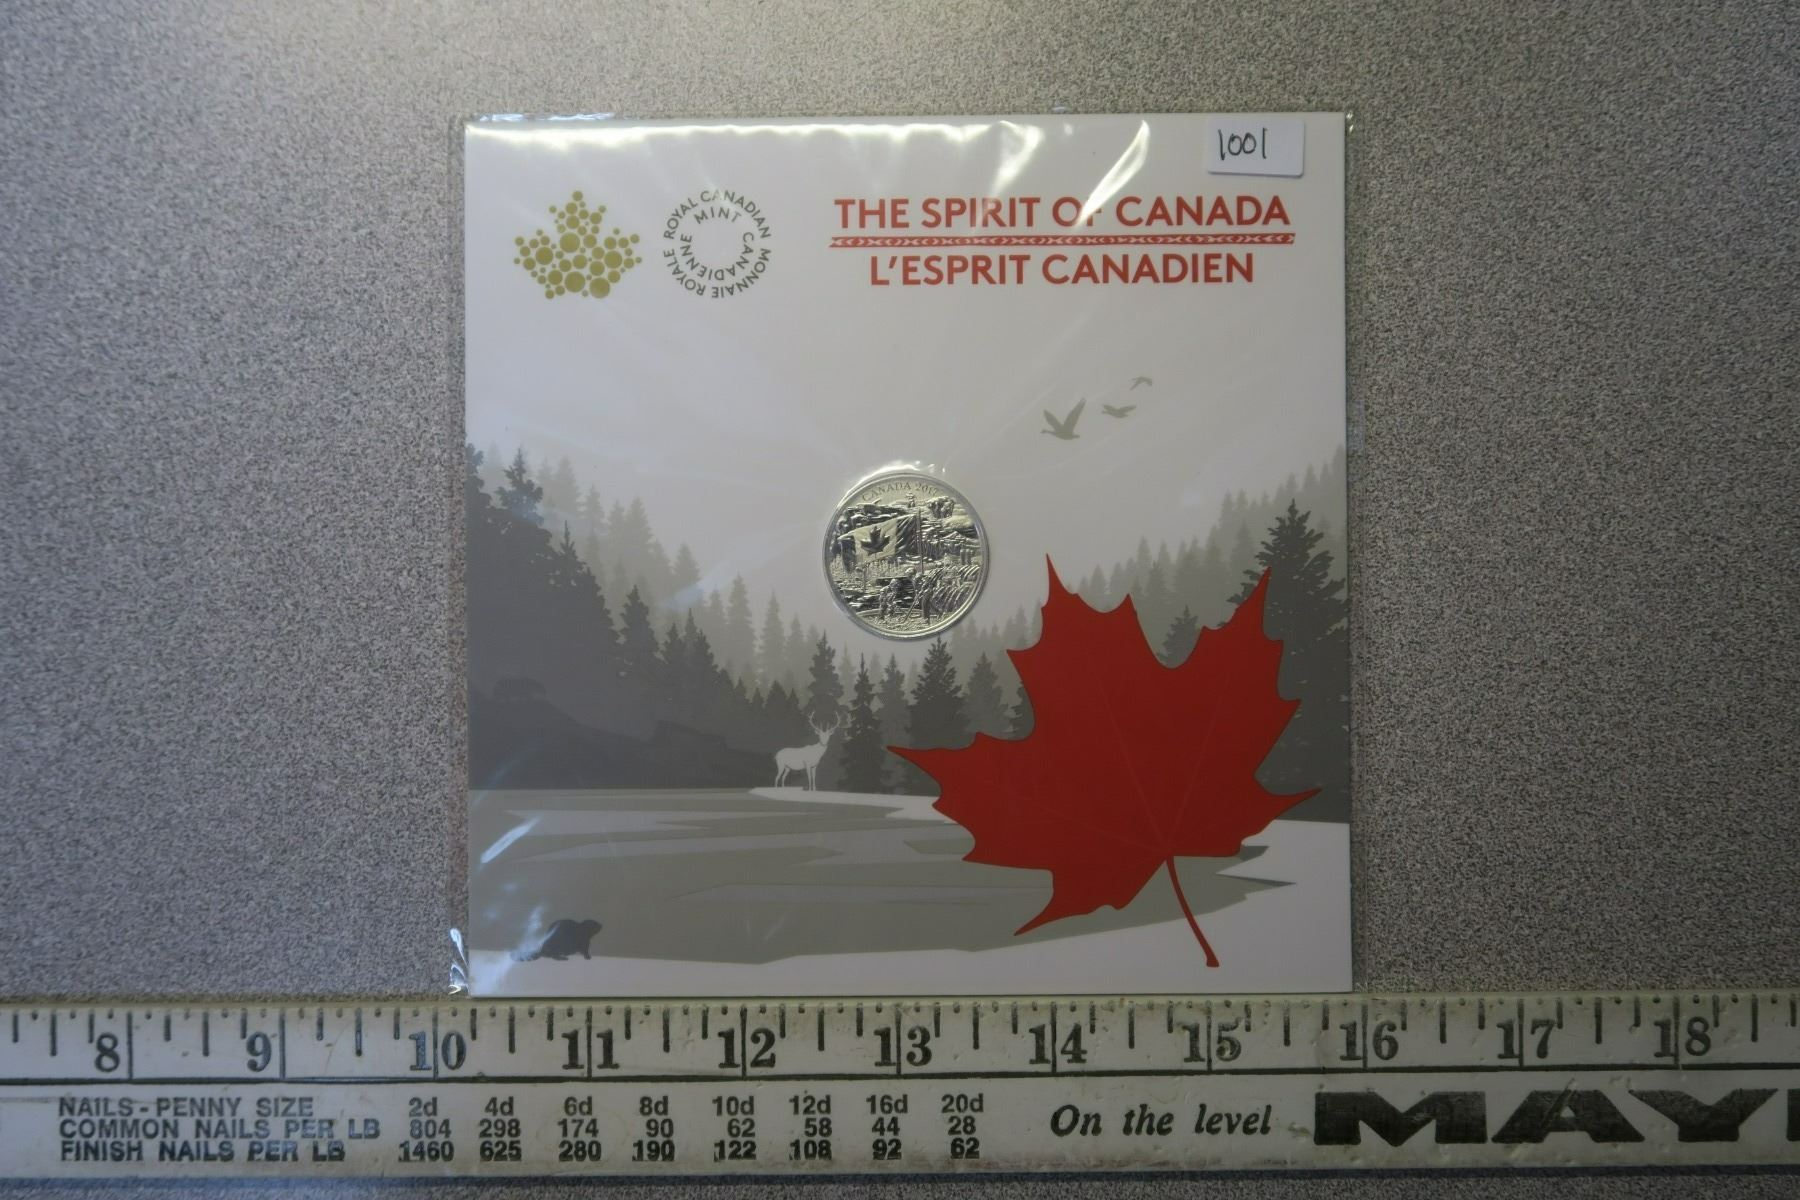 1001
ROYAL CANADIAN MINT
MONNAIE ROYALE CANADIENNE
THE SPIRIT OF CANADA
L'ESPRIT CANADIEN
CANADA 2017
8 9 10 11 12 13 14 15 16 17 18
NAILS - PENNY SIZE 2d 4d 6d 8d 10d 12d 16d 20d
COMMON NAILS PER LB 804 298 174 90 62 58 44 28
FINISH NAILS PER LB 1460 625 280 190 122 108 92 62
On the level
MAY